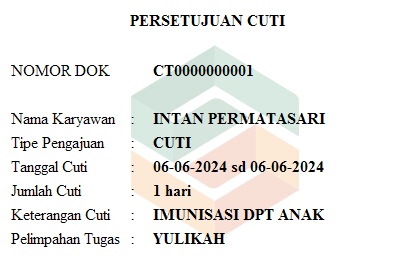 PERSETUJUAN CUTI
NOMOR DOK CT0000000001
Nama Karyawan : INTAN PERMATASARI
Tipe Pengajuan : CUTI
Tanggal Cuti : 06-06-2024 sd 06-06-2024
Jumlah Cuti : 1 hari
Keterangan Cuti : IMUNISASI DPT ANAK
Pelimpahan Tugas : YULIKAH